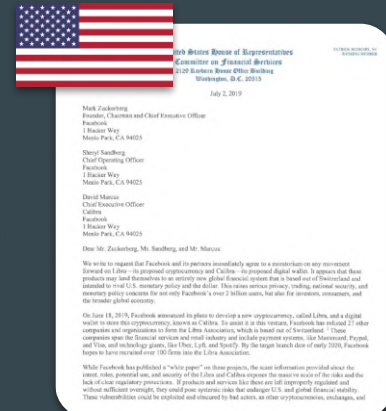 United States House of Representatives
Committee on Financial Services
2129 Rayburn House Office Building
Washington, D.C. 20515
July 2, 2019
Mark Zuckerberg
Founder, Chairman and Chief Executive Officer
Facebook
1 Hacker Way
Menlo Park, CA 94025
Sheryl Sandberg
Chief Operating Officer
Facebook
1 Hacker Way
Menlo Park, CA 94025
David Marcus
Chief Executive Officer
Calibra
1 Hacker Way
Menlo Park, CA 94025
Dear Mr. Zuckerberg, Ms. Sandberg, and Mr. Marcus:
We write to request that Facebook and its partners immediately agree to a moratorium on any movement
forward on Libra—its proposed cryptocurrency and Calibra—its proposed digital wallet. It appears that these
products may lend themselves to an entirely new global financial system that is based out of Switzerland and
intended to rival U.S. monetary policy and the dollar. This raises serious privacy, trading, national security, and
monetary policy concerns for not only Facebook's over 2 billion users, but also for investors, consumers, and
the broader global economy.
On June 18, 2019, Facebook announced its plans to develop a new cryptocurrency, called Libra, and a digital
wallet to store this cryptocurrency, known as Calibra. To assist it in this venture, Facebook has enlisted 27 other
companies and organizations to form the Libra Association, which is based out of Switzerland. These
companies span the financial services and retail industry and include payment systems, like Mastercard, Paypal,
and Visa, and technology giants, like Uber, Lyft, and Spotify. By the target launch date of early 2020, Facebook
hopes to have recruited over 100 firms into the Libra Association.
While Facebook has published a "white paper" on these projects, the scant information provided about the
intent, roles, potential use, and security of the Libra and Calibra exposes the massive scale of the risks and the
lack of clear regulatory protections. If products and services like these are left improperly regulated and
without sufficient oversight, they could pose systemic risks that endanger U.S. and global financial stability.
These vulnerabilities could be exploited and obscured by bad actors, as other cryptocurrencies, exchanges, and